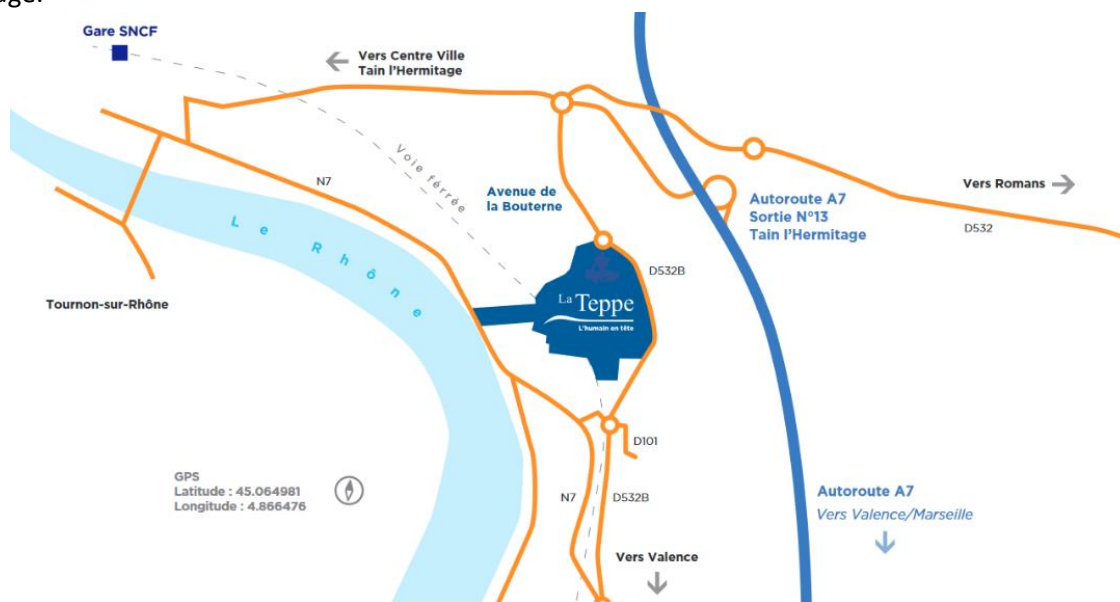 age.
Gare SNCF
Vers Centre Ville
Tain l'Hermitage
Voie férrée
N7
Avenue de
la Bouterne
Vers Romans
Autoroute A7
Sortie N°13
Tain l'Hermitage
D532
Le Rhône
D532B
Tournon-sur-Rhône
La Teppe
L'humain en tête
D101
GPS
Latitude : 45.064981
Longitude : 4.866476
N7
D532B
Autoroute A7
Vers Valence/Marseille
Vers Valence